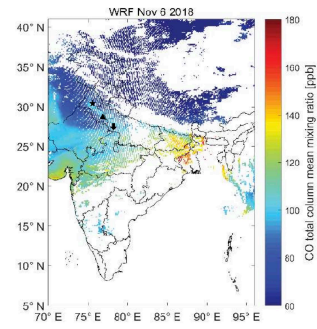 WRF Nov 6 2018
40° N
35° N
30° N
25° N
20° N
15° N
10° N
5° N
70° E 75° E 80° E 85° E 90° E 95° E
180
160
140
120
100
80
60
CO total column mean mixing ratio [ppb]